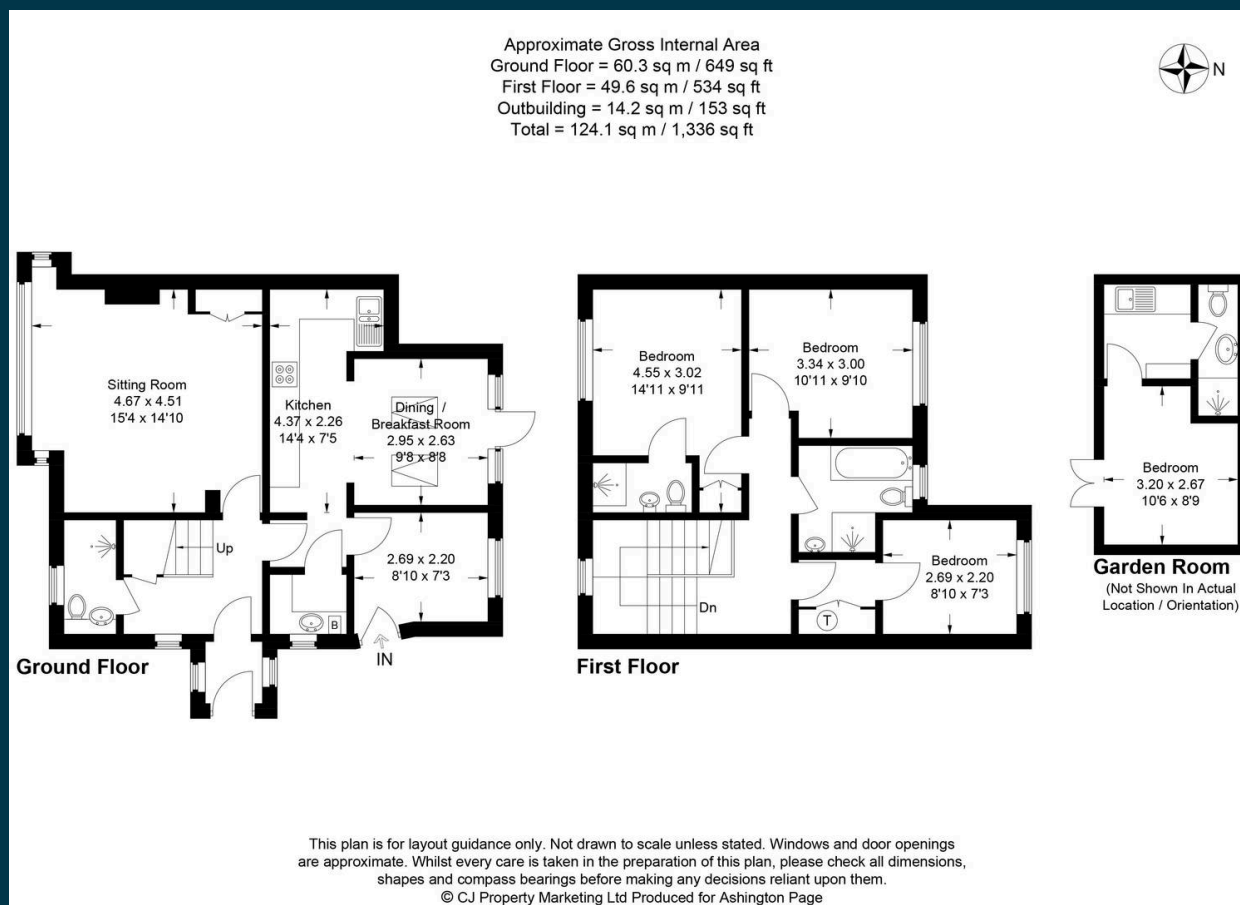 Approximate Gross Internal Area
Ground Floor = 60.3 sq m / 649 sq ft
First Floor = 49.6 sq m / 534 sq ft
Outbuilding = 14.2 sq m / 153 sq ft
Total = 124.1 sq m / 1,336 sq ft
N
Sitting Room
4.67 x 4.51
15'4 x 14'10
Kitchen
4.37 x 2.26
14'4 x 7'5
Dining /
Breakfast Room
2.95 x 2.63
9'8 x 8'8
Up
2.69 x 2.20
8'10 x 7'3
B
IN
Ground Floor
Bedroom
4.55 x 3.02
14'11 x 9'11
Bedroom
3.34 x 3.00
10'11 x 9'10
Bedroom
2.69 x 2.20
8'10 x 7'3
Dn
T
First Floor
Bedroom
3.20 x 2.67
10'6 x 8'9
Garden Room
(Not Shown In Actual
Location / Orientation)
This plan is for layout guidance only. Not drawn to scale unless stated. Windows and door openings
are approximate. Whilst every care is taken in the preparation of this plan, please check all dimensions,
shapes and compass bearings before making any decisions reliant upon them.
© CJ Property Marketing Ltd Produced for Ashington Page